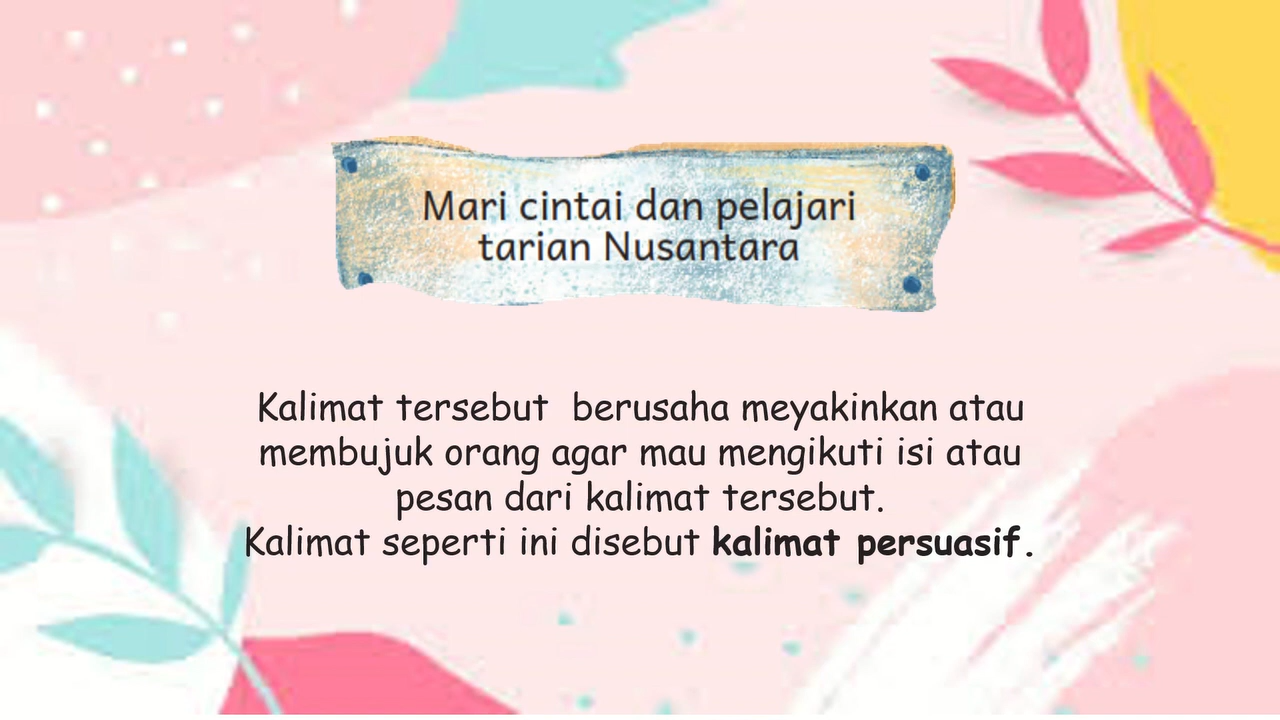 Mari cintai dan pelajari
tarian Nusantara
Kalimat tersebut  berusaha meyakinkan atau
membujuk orang agar mau mengikuti isi atau
pesan dari kalimat tersebut.
Kalimat seperti ini disebut kalimat persuasif.